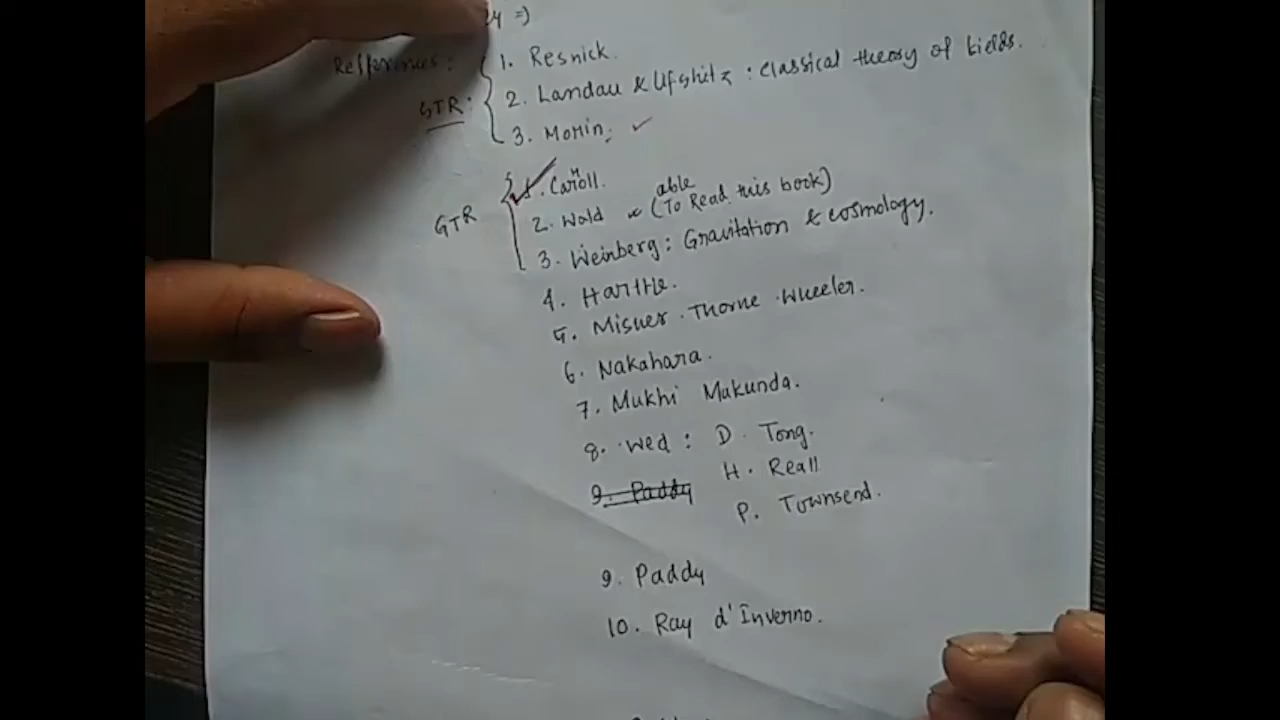 =)
Refferences: 1. Resnick.
STR: 2. Landau & Lifshitz : Classical theory of fields.
3. Morin. ✓
GTR 1. Caroll.
2. Wald (To able Read this book)
3. Weinberg: Gravitation & cosmology.
4. Hartle.
5. Misner. Thorne Wheeler.
6. Nakahara.
7. Mukhi Mukunda.
8. Wed : D. Tong.
H. Reall
9. Paddy
P. Townsend.
9. Paddy
10. Ray d'Inverno.